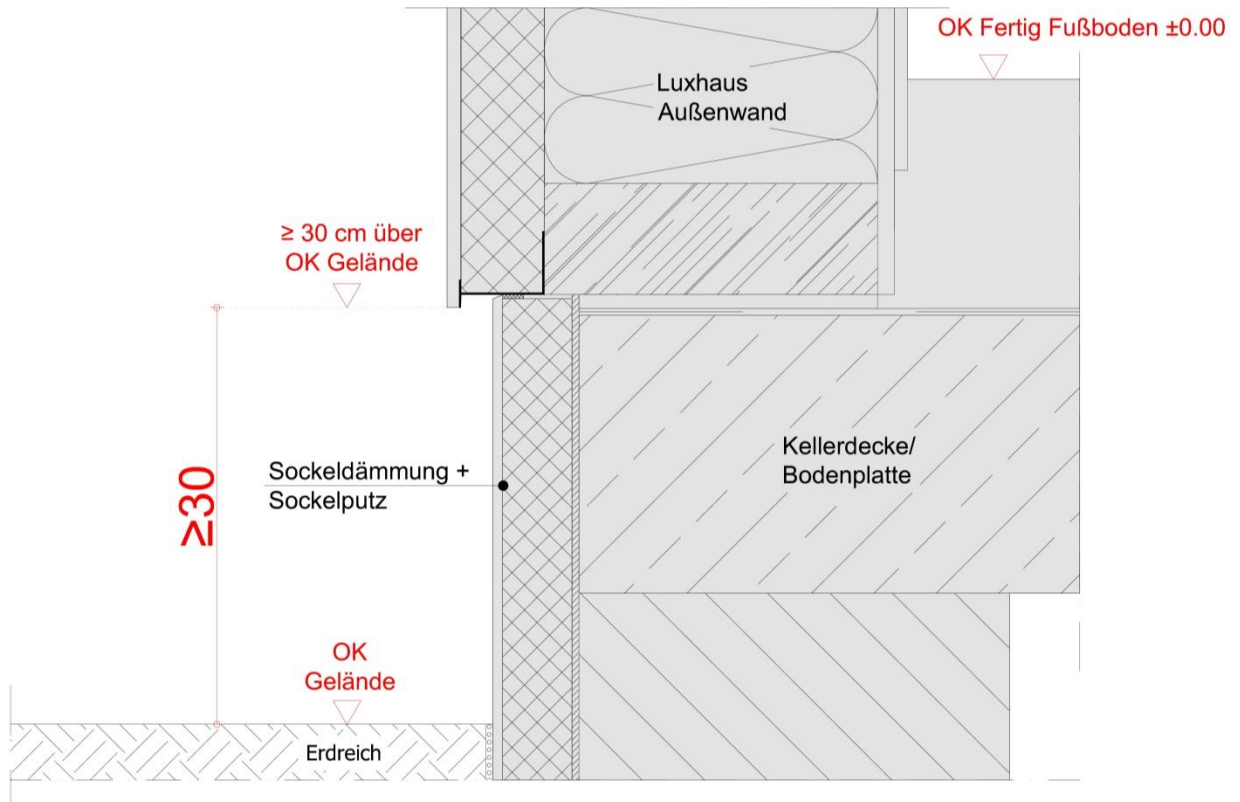 OK Fertig Fußboden ±0.00
Luxhaus
Außenwand
≥ 30 cm über
OK Gelände
Kellerdecke/
Bodenplatte
Sockeldämmung +
Sockelputz
≥30
OK
Gelände
Erdreich